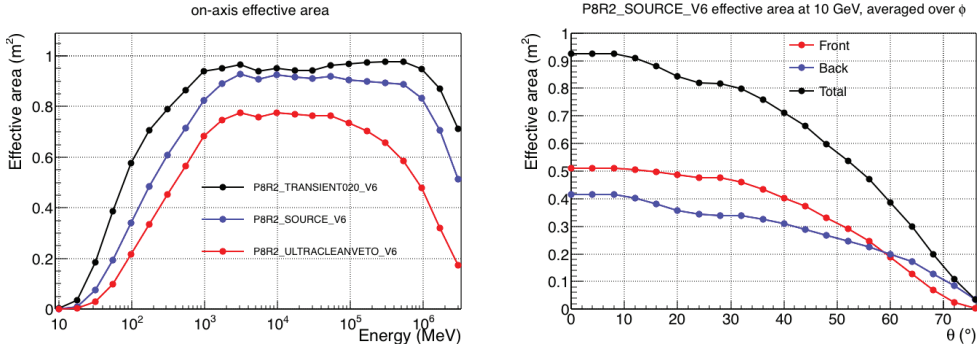 on-axis effective area
Effective area (m²)
1
0.8
0.6
0.4
0.2
0
P8R2_TRANSIENT020_V6
P8R2_SOURCE_V6
P8R2_ULTRACLEANVETO_V6
10 10² 10³ 10⁴ 10⁵ 10⁶
Energy (MeV)
P8R2_SOURCE_V6 effective area at 10 GeV, averaged over ϕ
Effective area (m²)
1
0.9
0.8
0.7
0.6
0.5
0.4
0.3
0.2
0.1
0
Front
Back
Total
0 10 20 30 40 50 60 70
θ (°)